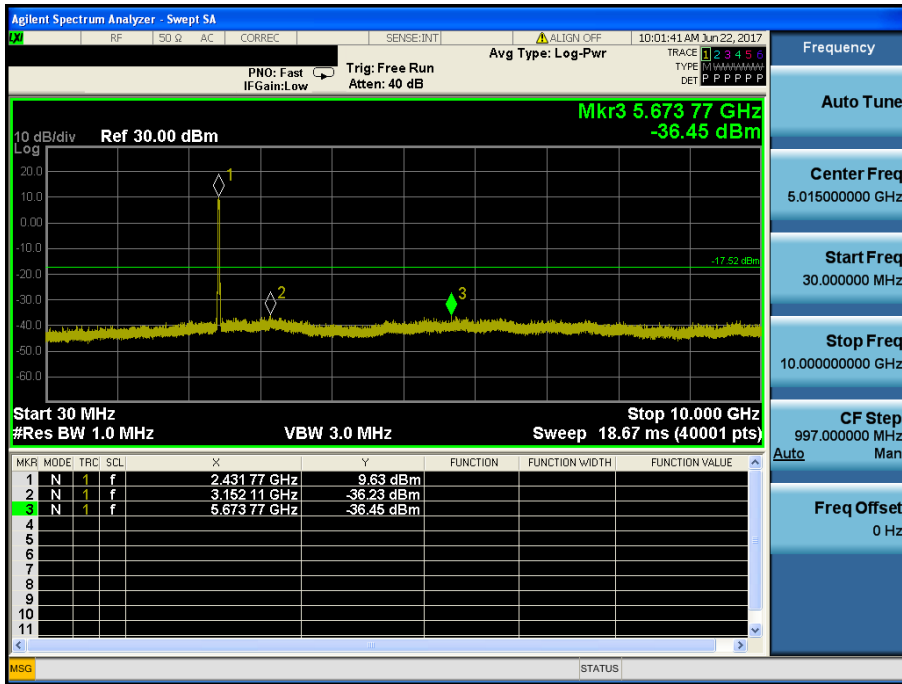 Agilent Spectrum Analyzer - Swept SA
LXI RF 50 Ω AC CORREC SENSE:INT ALIGN OFF 10:01:41 AM Jun 22, 2017
Avg Type: Log-Pwr TRACE 1 2 3 4 5 6
PNO: Fast Trig: Free Run TYPE M WWWWW
IFGain:Low Atten: 40 dB DET P P P P P P
Mkr3 5.673 77 GHz
-36.45 dBm
10 dB/div Ref 30.00 dBm
Log
20.0
10.0
0.00
-10.0
-20.0
-30.0
-40.0
-50.0
-60.0
1
2
3
-17.52 dBm
Start 30 MHz Stop 10.000 GHz
#Res BW 1.0 MHz VBW 3.0 MHz Sweep 18.67 ms (40001 pts)
MKR MODE TRC SCL X Y FUNCTION FUNCTION WIDTH FUNCTION VALUE
1 N 1 f 2.431 77 GHz 9.63 dBm
2 N 1 f 3.152 11 GHz -36.23 dBm
3 N 1 f 5.673 77 GHz -36.45 dBm
4
5
6
7
8
9
10
11
MSG STATUS
Frequency
Auto Tune
Center Freq
5.015000000 GHz
Start Freq
30.000000 MHz
Stop Freq
10.000000000 GHz
CF Step
997.000000 MHz
Auto Man
Freq Offset
0 Hz